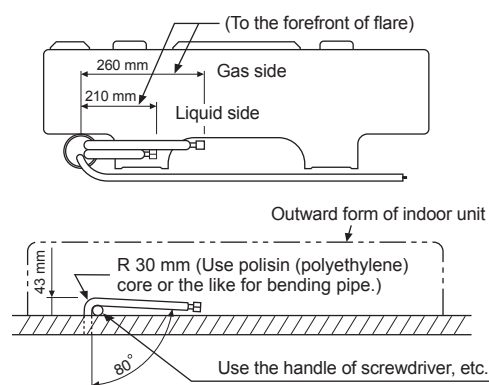 (To the forefront of flare)
260 mm
Gas side
210 mm
Liquid side
Outward form of indoor unit
R 30 mm (Use polisin (polyethylene)
core or the like for bending pipe.)
43 mm
80°
Use the handle of screwdriver, etc.